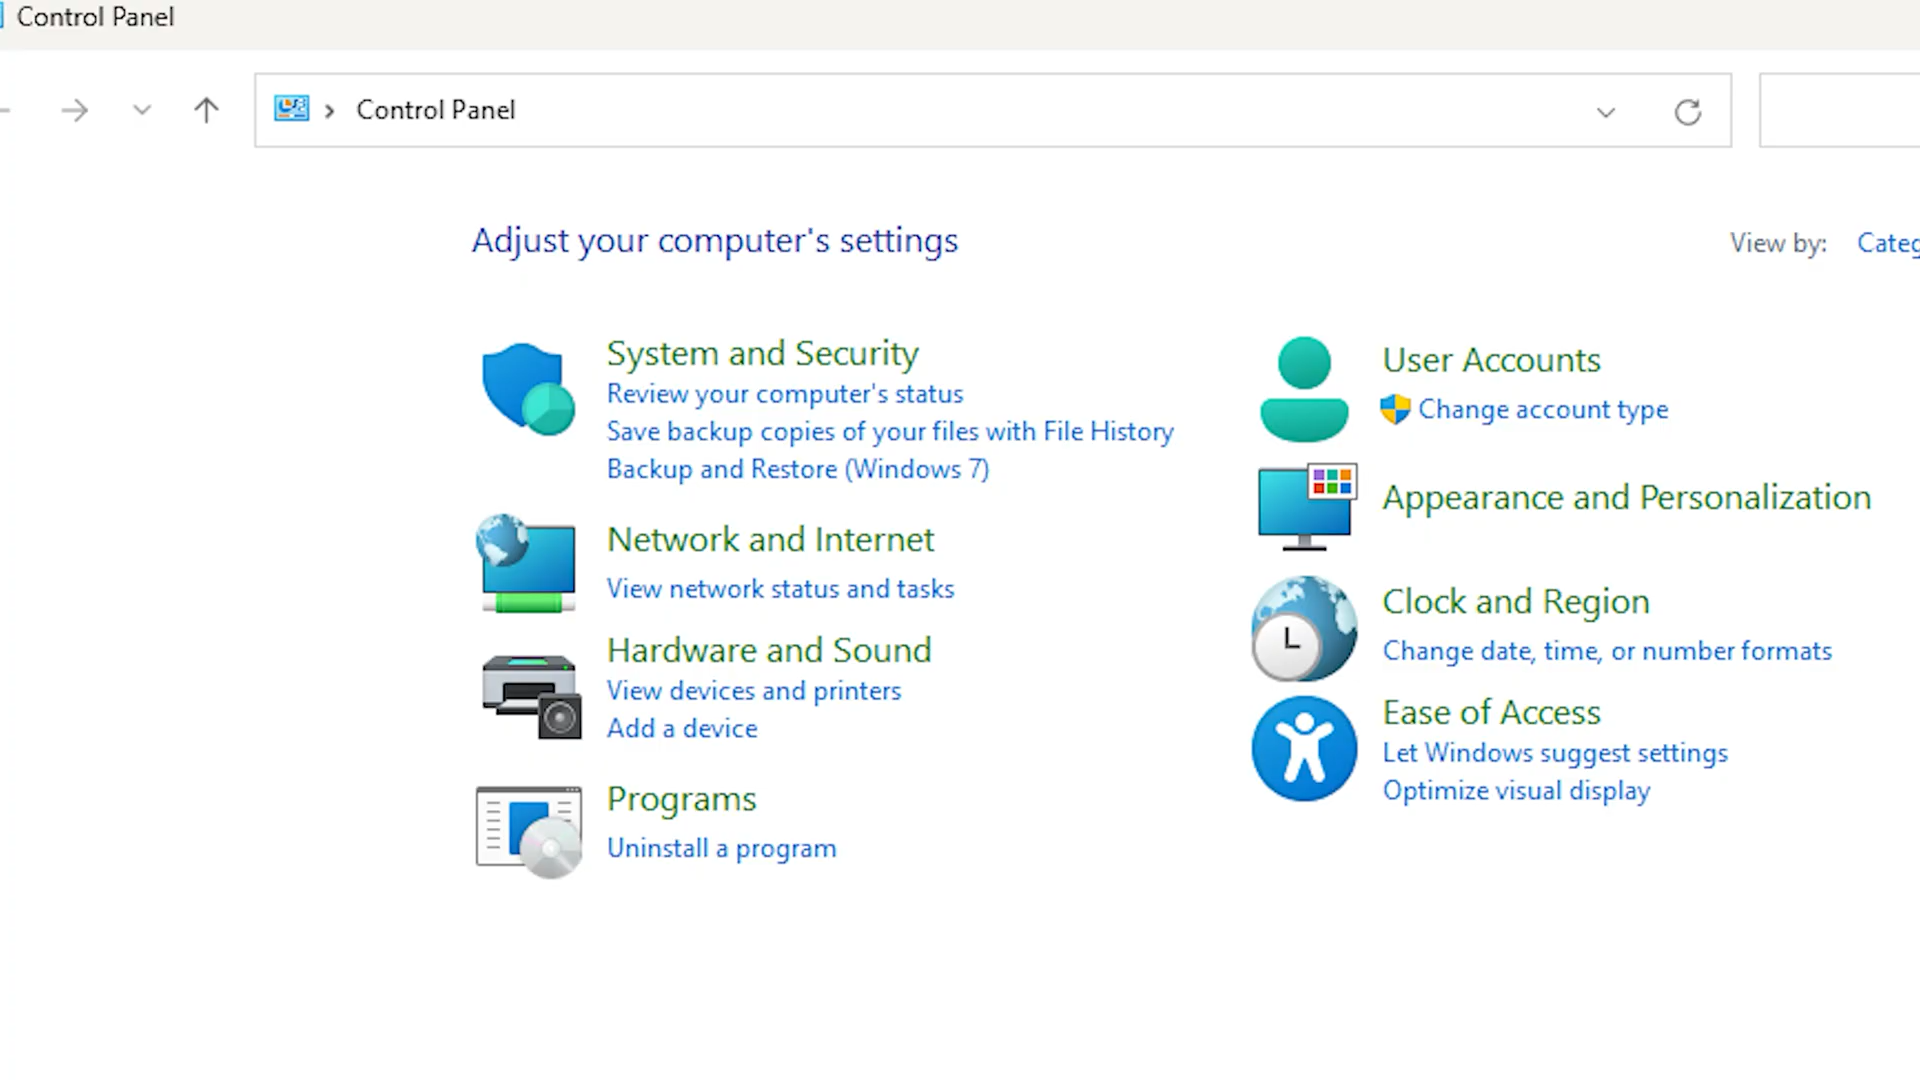 Control Panel
Control Panel
Adjust your computer's settings
View by:
System and Security
Review your computer's status
Save backup copies of your files with File History
Backup and Restore (Windows 7)
Network and Internet
View network status and tasks
Hardware and Sound
View devices and printers
Add a device
Programs
Uninstall a program
User Accounts
Change account type
Appearance and Personalization
Clock and Region
Change date, time, or number formats
Ease of Access
Let Windows suggest settings
Optimize visual display